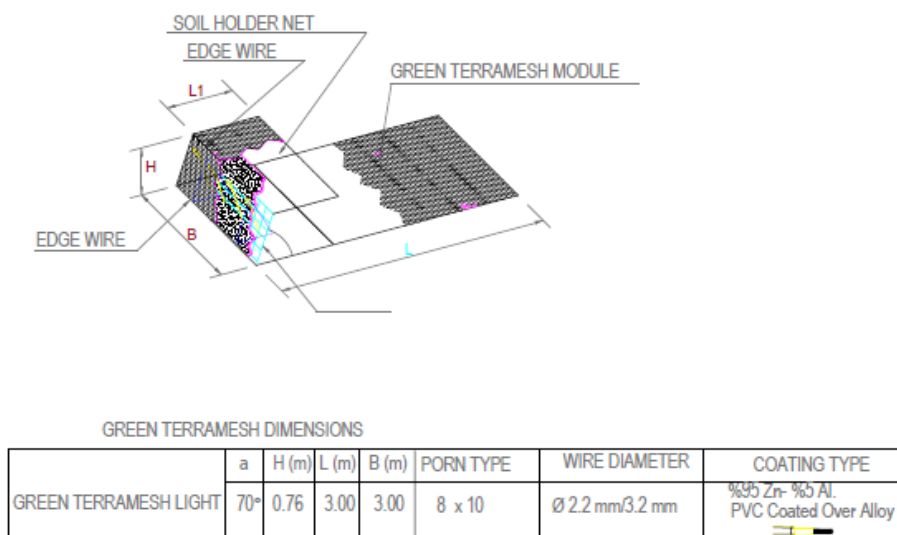 SOIL HOLDER NET
EDGE WIRE
GREEN TERRAMESH MODULE
L1
H
EDGE WIRE
B
L
GREEN TERRAMESH DIMENSIONS
a H (m) L (m) B (m) PORN TYPE WIRE DIAMETER COATING TYPE
GREEN TERRAMESH LIGHT 70° 0.76 3.00 3.00 8 x 10 Ø 2.2 mm/3.2 mm %95 Zn- %5 Al.
PVC Coated Over Alloy